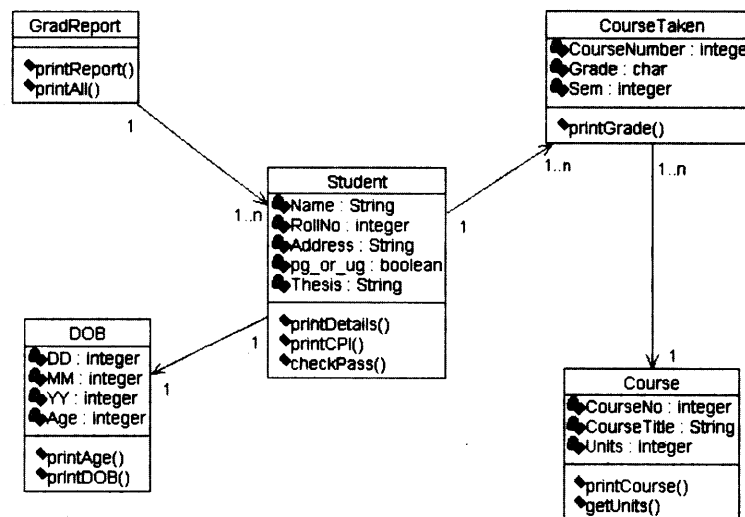 GradReport
printReport()
printAll()
1
1..n
Student
Name : String
RollNo : integer
Address : String
pg_or_ug : boolean
Thesis : String
printDetails()
printCPI()
checkPass()
1
1..n
CourseTaken
CourseNumber : intege
Grade : char
Sem : integer
printGrade()
1..n
1
Course
CourseNo : integer
CourseTitle : String
Units : integer
printCourse()
getUnits()
1
1
DOB
DD : integer
MM : integer
YY : integer
Age : integer
printAge()
printDOB()